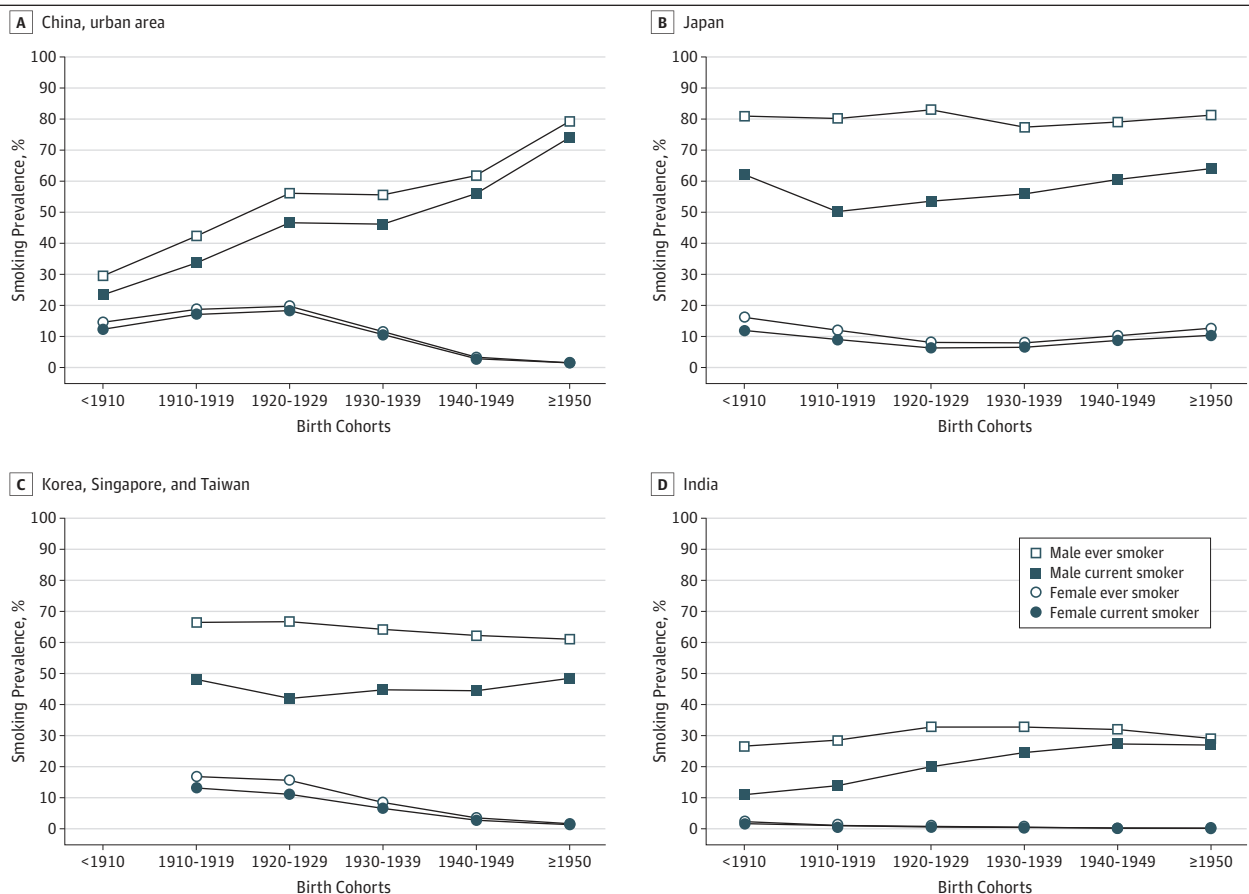 A China, urban area
100
90
80
70
60
50
40
30
20
10
0
Smoking Prevalence, %
<1910 1910-1919 1920-1929 1930-1939 1940-1949 ≥1950
Birth Cohorts
B Japan
100
90
80
70
60
50
40
30
20
10
0
Smoking Prevalence, %
<1910 1910-1919 1920-1929 1930-1939 1940-1949 ≥1950
Birth Cohorts
C Korea, Singapore, and Taiwan
100
90
80
70
60
50
40
30
20
10
0
Smoking Prevalence, %
<1910 1910-1919 1920-1929 1930-1939 1940-1949 ≥1950
Birth Cohorts
D India
100
90
80
70
60
50
40
30
20
10
0
Smoking Prevalence, %
Male ever smoker
Male current smoker
Female ever smoker
Female current smoker
<1910 1910-1919 1920-1929 1930-1939 1940-1949 ≥1950
Birth Cohorts